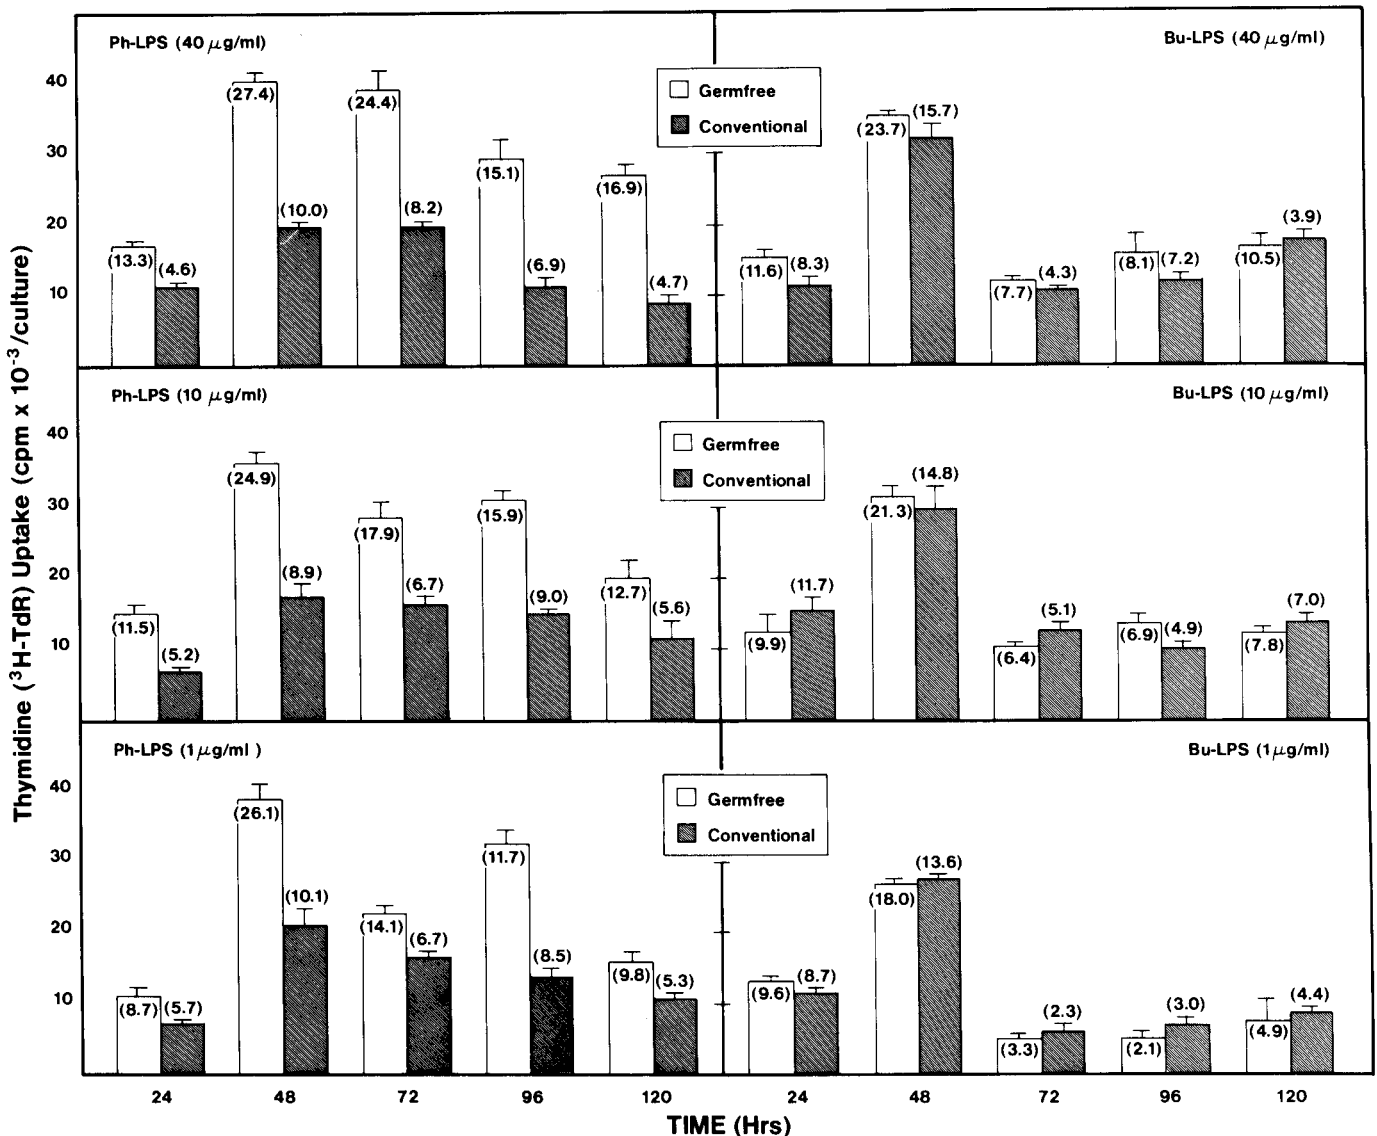 Thymidine (³H-TdR) Uptake (cpm x 10⁻³/culture)
Ph-LPS (40 μg/ml)
Bu-LPS (40 μg/ml)
Germfree
Conventional
40
30
20
10
(13.3) (4.6) (27.4) (10.0) (24.4) (8.2) (15.1) (6.9) (16.9) (4.7)
(11.6) (8.3) (23.7) (15.7) (7.7) (4.3) (8.1) (7.2) (10.5) (3.9)
Ph-LPS (10 μg/ml)
Bu-LPS (10 μg/ml)
Germfree
Conventional
40
30
20
10
(11.5) (5.2) (24.9) (8.9) (17.9) (6.7) (15.9) (9.0) (12.7) (5.6)
(9.9) (11.7) (21.3) (14.8) (6.4) (5.1) (6.9) (4.9) (7.8) (7.0)
Ph-LPS (1μg/ml )
Bu-LPS (1μg/ml)
Germfree
Conventional
40
30
20
10
(8.7) (5.7) (26.1) (10.1) (14.1) (6.7) (11.7) (8.5) (9.8) (5.3)
(9.6) (8.7) (18.0) (13.6) (3.3) (2.3) (2.1) (3.0) (4.9) (4.4)
24 48 72 96 120 24 48 72 96 120
TIME (Hrs)